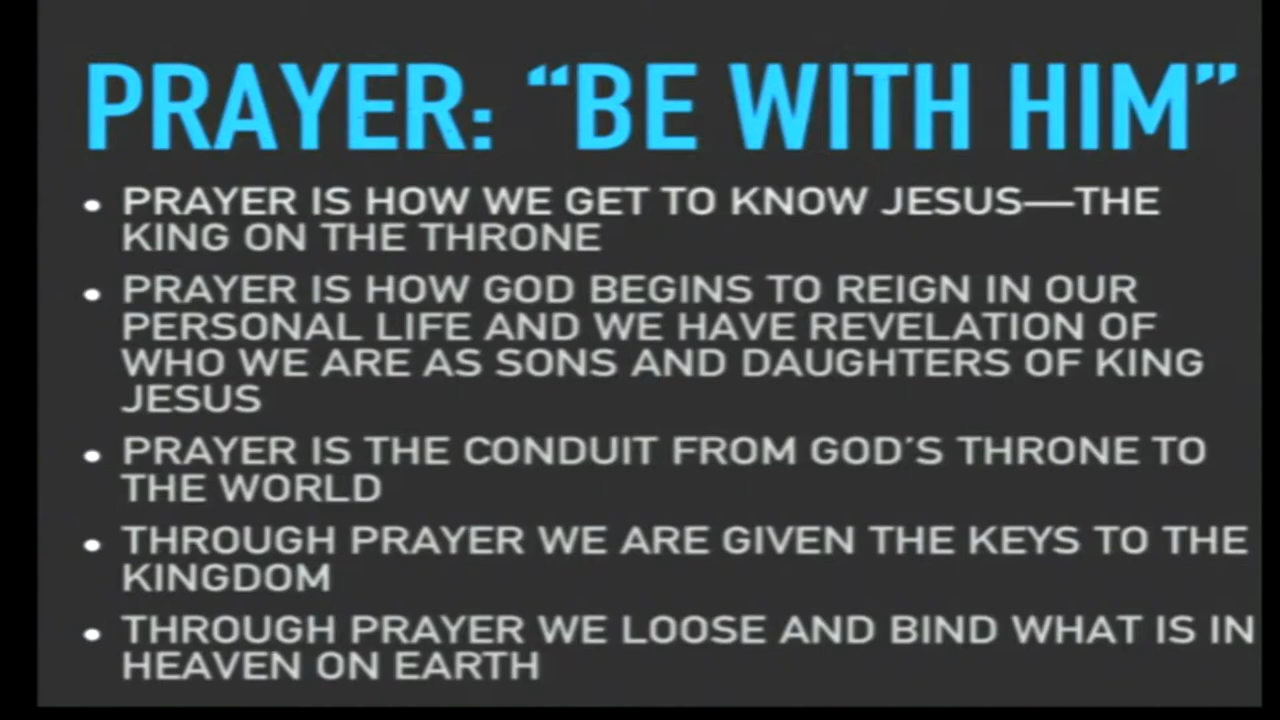 PRAYER: “BE WITH HIM”
• PRAYER IS HOW WE GET TO KNOW JESUS—THE
KING ON THE THRONE
• PRAYER IS HOW GOD BEGINS TO REIGN IN OUR
PERSONAL LIFE AND WE HAVE REVELATION OF
WHO WE ARE AS SONS AND DAUGHTERS OF KING
JESUS
• PRAYER IS THE CONDUIT FROM GOD’S THRONE TO
THE WORLD
• THROUGH PRAYER WE ARE GIVEN THE KEYS TO THE
KINGDOM
• THROUGH PRAYER WE LOOSE AND BIND WHAT IS IN
HEAVEN ON EARTH